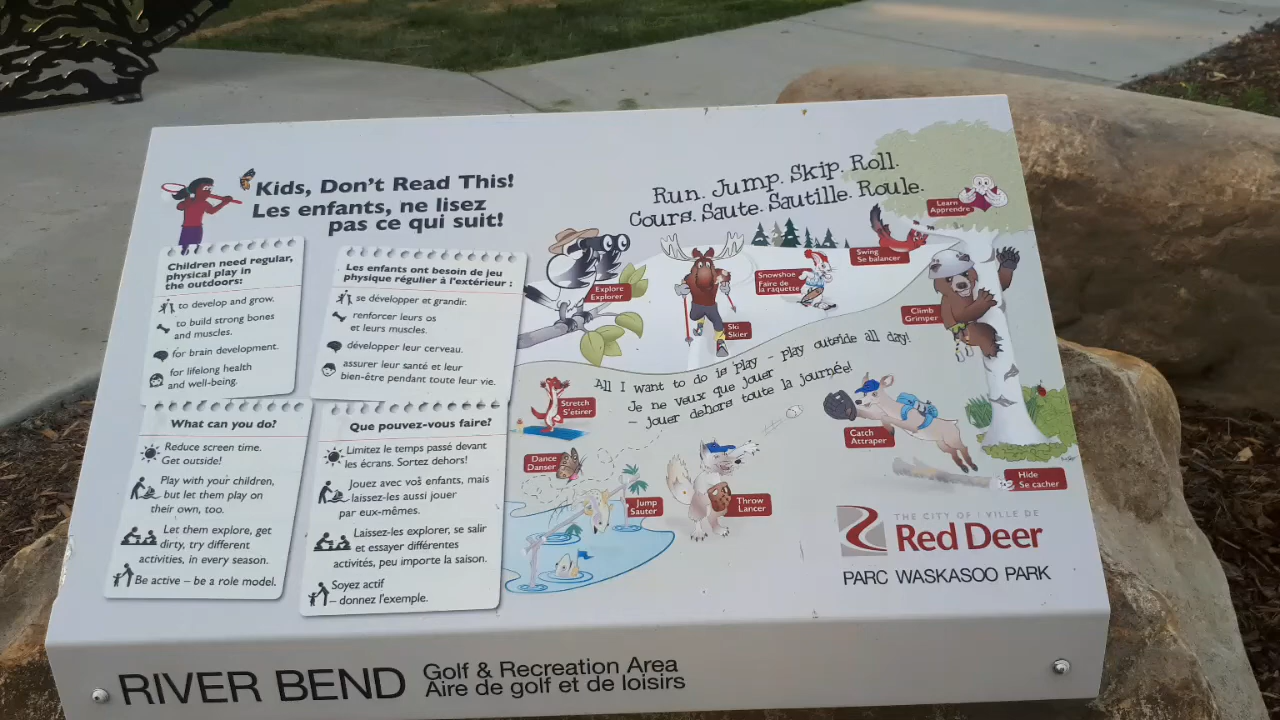 Kids, Don't Read This!
Les enfants, ne lisez
pas ce qui suit!
Children need regular,
physical play in
the outdoors:
to develop and grow.
to build strong bones
and muscles.
for brain development.
for lifelong health
and well-being.
Les enfants ont besoin de jeu
physique régulier à l'extérieur :
se développer et grandir.
renforcer leurs os
et leurs muscles.
développer leur cerveau.
assurer leur santé et leur
bien-être pendant toute leur vie.
What can you do?
Reduce screen time.
Get outside!
Play with your children,
but let them play on
their own, too.
Let them explore, get
dirty, try different
activities, in every season.
Be active – be a role model.
Que pouvez-vous faire?
Limitez le temps passé devant
les écrans. Sortez dehors!
Jouez avec vos enfants, mais
laissez-les aussi jouer
par eux-mêmes.
Laissez-les explorer, se salir
et essayer différentes
activités, peu importe la saison.
Soyez actif
– donnez l'exemple.
Run. Jump. Skip. Roll.
Cours. Saute. Sautille. Roule.
Learn
Apprendre
Swing
Se balancer
Explore
Explorer
Snowshoe
Faire de
la raquette
Ski
Skier
Climb
Grimper
All I want to do is play - play outside all day!
Je ne veux que jouer
- jouer dehors toute la journée!
Stretch
S'étirer
Catch
Attraper
Dance
Danser
Jump
Sauter
Throw
Lancer
Hide
Se cacher
THE CITY OF | VILLE DE
Red Deer
PARC WASKASOO PARK
RIVER BEND
Golf & Recreation Area
Aire de golf et de loisirs